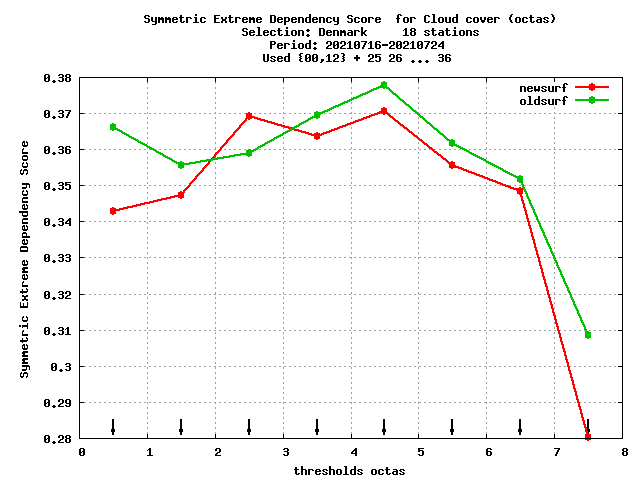 Symmetric Extreme Dependency Score  for Cloud cover (octas)
Selection: Denmark     18 stations
Period: 20210716-20210724
Used {00,12} + 25 26 ... 36
newsurf
oldsurf
Symmetric Extreme Dependency Score
0.38
0.37
0.36
0.35
0.34
0.33
0.32
0.31
0.3
0.29
0.28
0 1 2 3 4 5 6 7 8
thresholds octas